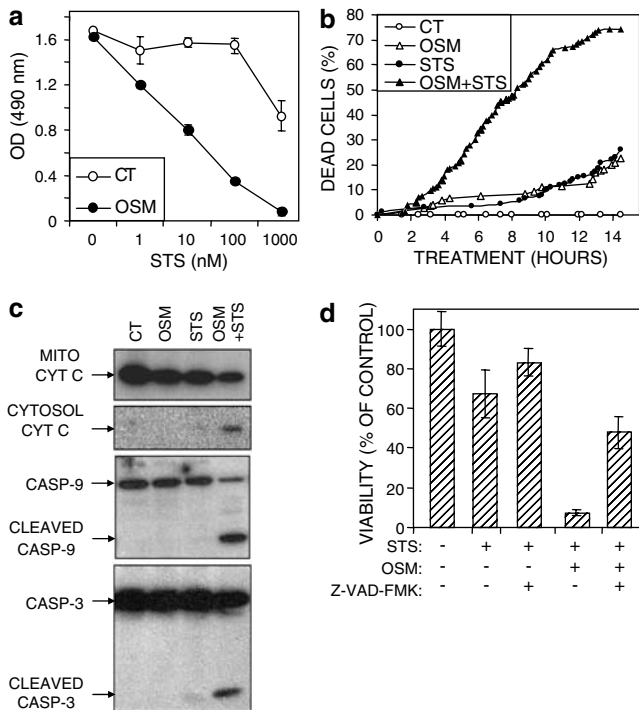 a
OD (490 nm)
1.6
1.2
0.8
0.4
0
CT
OSM
0 1 10 100 1000
STS (nM)
b
DEAD CELLS (%)
80
70
60
50
40
30
20
10
0
CT
OSM
STS
OSM+STS
0 2 4 6 8 10 12 14
TREATMENT (HOURS)
c
CT
OSM
STS
OSM
+STS
MITO
CYT C
CYTOSOL
CYT C
CASP-9
CLEAVED
CASP-9
CASP-3
CLEAVED
CASP-3
d
VIABILITY (% OF CONTROL)
100
80
60
40
20
0
STS: - + + + +
OSM: - - - + +
Z-VAD-FMK: - - + - +